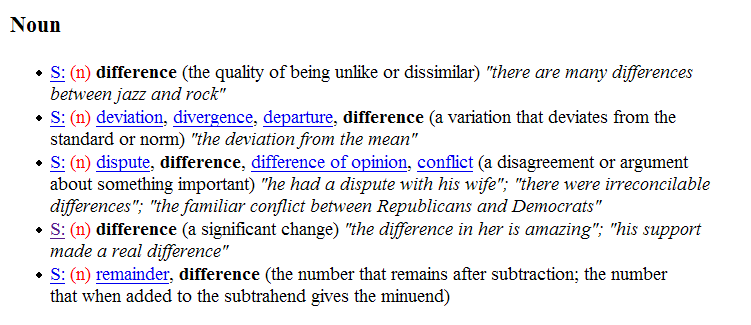 Noun
• S: (n) difference (the quality of being unlike or dissimilar) "there are many differences
between jazz and rock"
• S: (n) deviation, divergence, departure, difference (a variation that deviates from the
standard or norm) "the deviation from the mean"
• S: (n) dispute, difference, difference of opinion, conflict (a disagreement or argument
about something important) "he had a dispute with his wife"; "there were irreconcilable
differences"; "the familiar conflict between Republicans and Democrats"
• S: (n) difference (a significant change) "the difference in her is amazing"; "his support
made a real difference"
• S: (n) remainder, difference (the number that remains after subtraction; the number
that when added to the subtrahend gives the minuend)